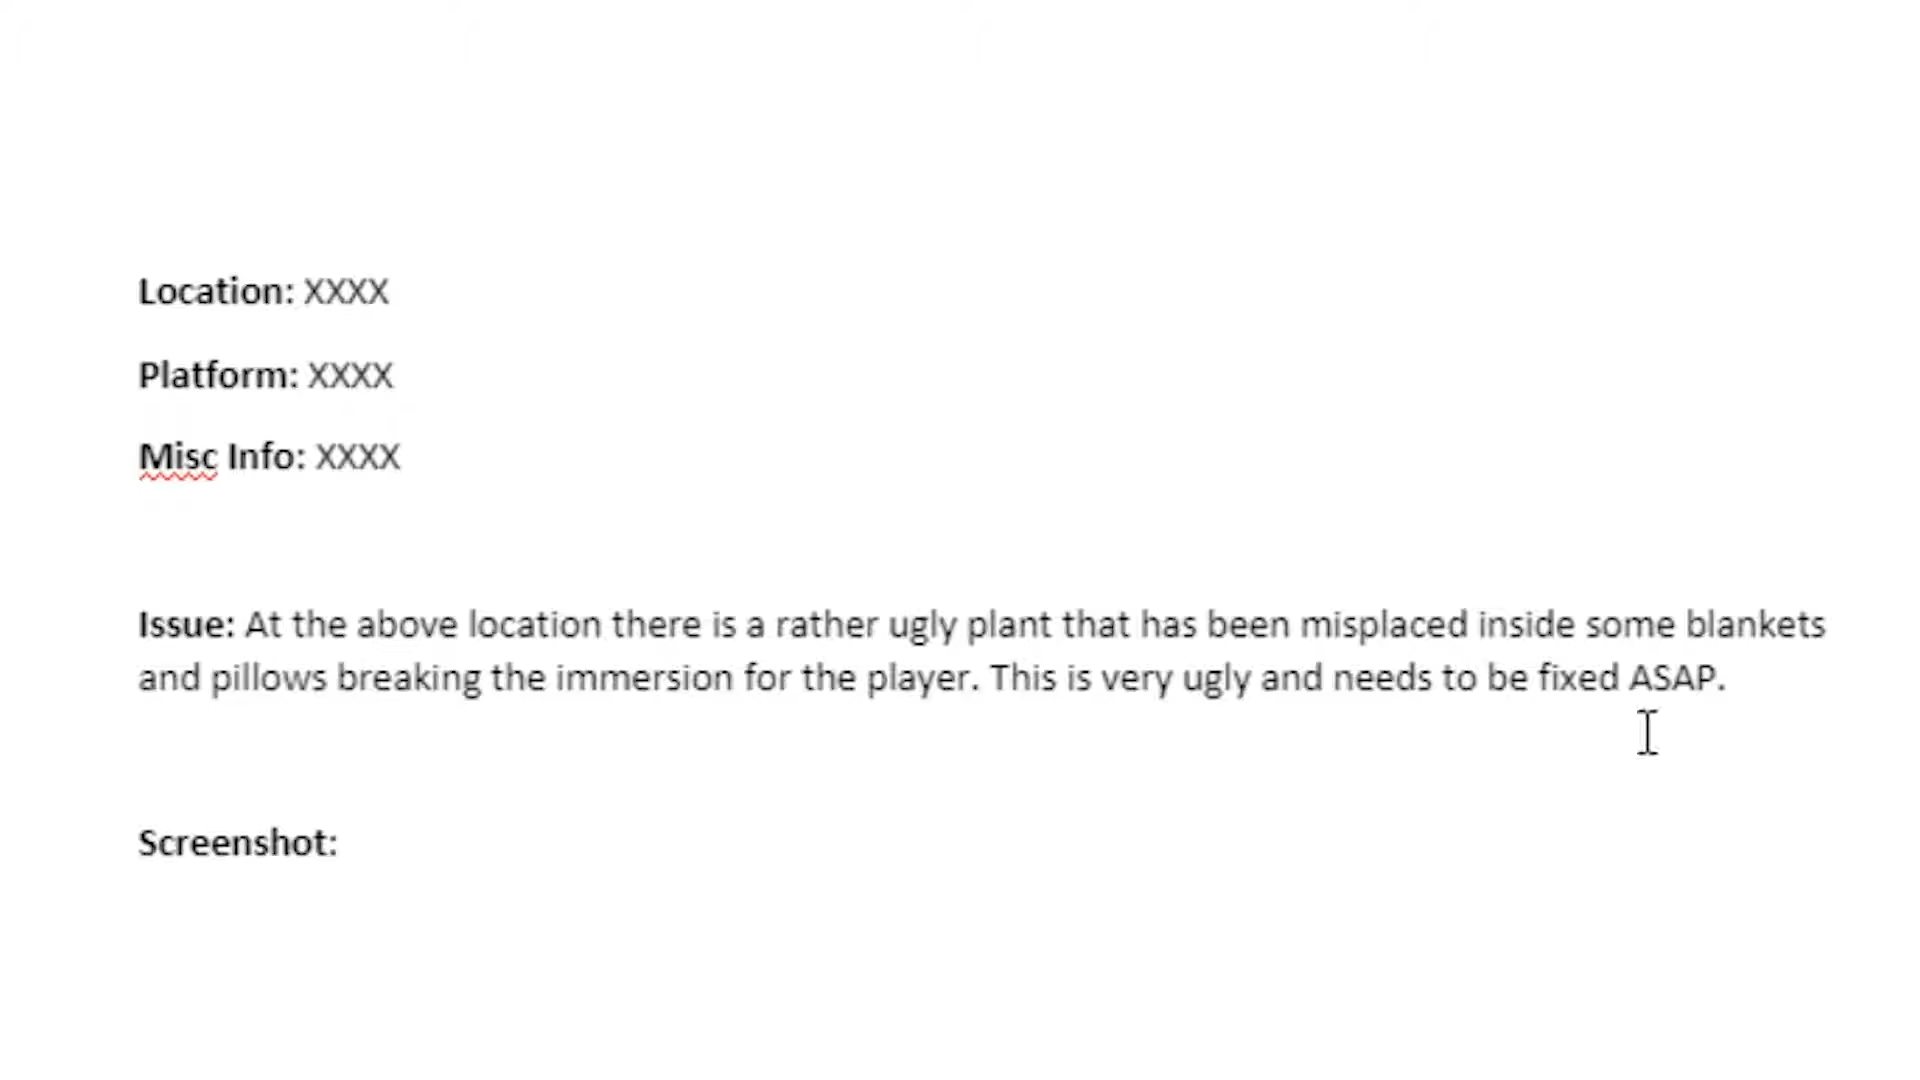 Location: XXXX
Platform: XXXX
Misc Info: XXXX
Issue: At the above location there is a rather ugly plant that has been misplaced inside some blankets
and pillows breaking the immersion for the player. This is very ugly and needs to be fixed ASAP.
Screenshot: